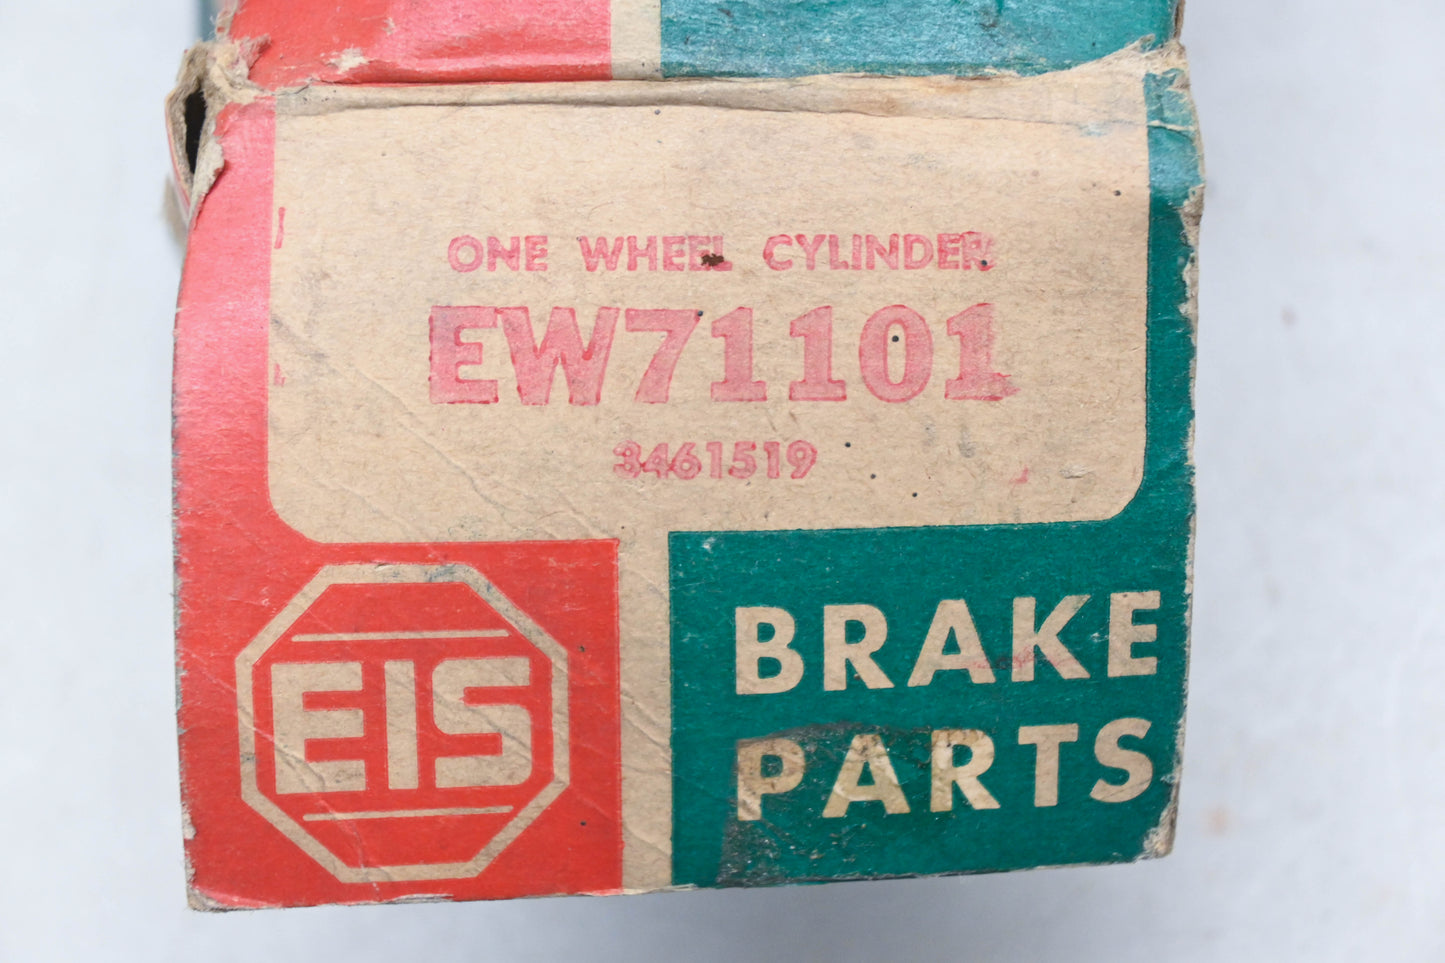 ONE WHEEL CYLINDER
EW71101
3461519
EIS
BRAKE
PARTS